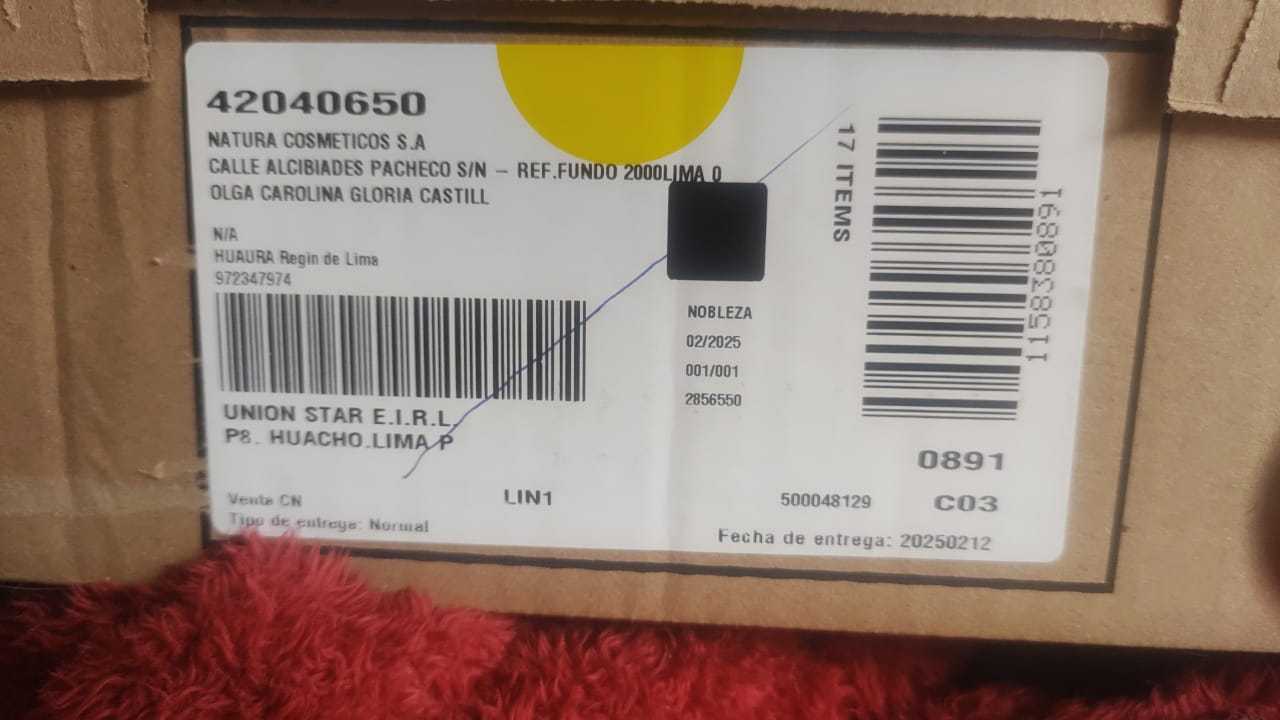 42040650
NATURA COSMETICOS S.A
CALLE ALCIBIADES PACHECO S/N – REF.FUNDO 2000LIMA 0
OLGA CAROLINA GLORIA CASTILL
N/A
HUAURA Regin de Lima
972347974
UNION STAR E.I.R.L.
P8. HUACHO.LIMA P
Venta CN
Tipo de entrega: Normal
LIN1
NOBLEZA
02/2025
001/001
2856550
17 ITEMS
1158380891
0891
500048129
C03
Fecha de entrega: 20250212